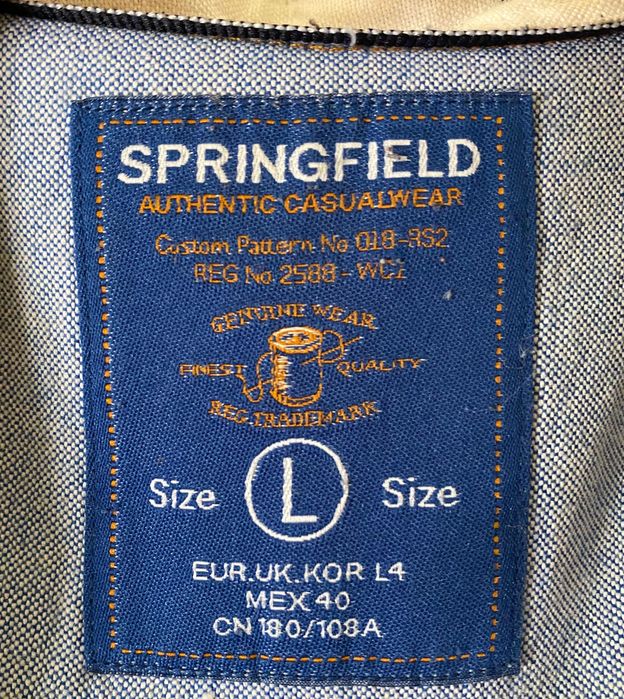 SPRINGFIELD
AUTHENTIC CASUALWEAR
Custom Pattern No 018-RS2
REG No 2588-WC1
GENUINE WEAR
FINEST QUALITY
REG.TRADEMARK
Size L Size
EUR.UK.KOR L4
MEX 40
CN 180/108A